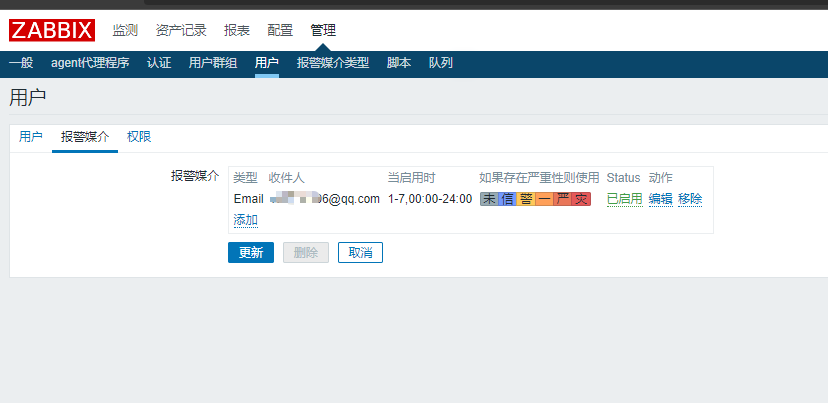 ZABBIX 监测 资产记录 报表 配置 管理
一般 agent代理程序 认证 用户群组 用户 报警媒介类型 脚本 队列
用户
用户 报警媒介 权限
报警媒介 类型 收件人 当启用时 如果存在严重性则使用 Status 动作
Email 6@qq.com 1-7,00:00-24:00 未 信 警 一 严 灾 已启用 编辑 移除
添加
更新 删除 取消